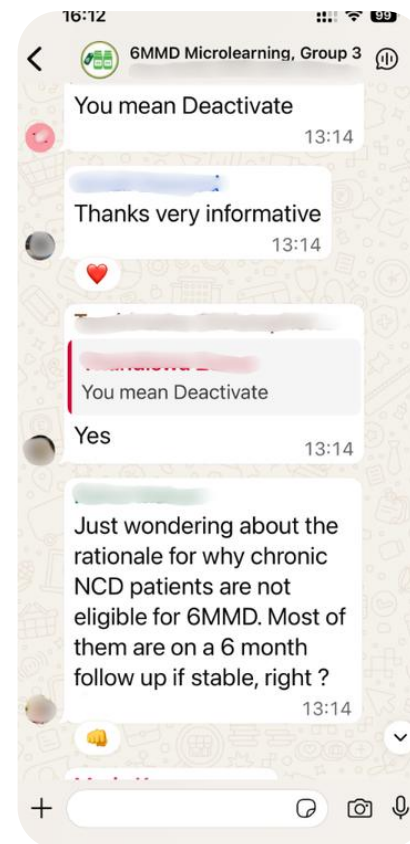 16:12
99
6MMD Microlearning, Group 3
You mean Deactivate
13:14
Thanks very informative
13:14
You mean Deactivate
Yes
13:14
Just wondering about the
rationale for why chronic
NCD patients are not
eligible for 6MMD. Most of
them are on a 6 month
follow up if stable, right ?
13:14